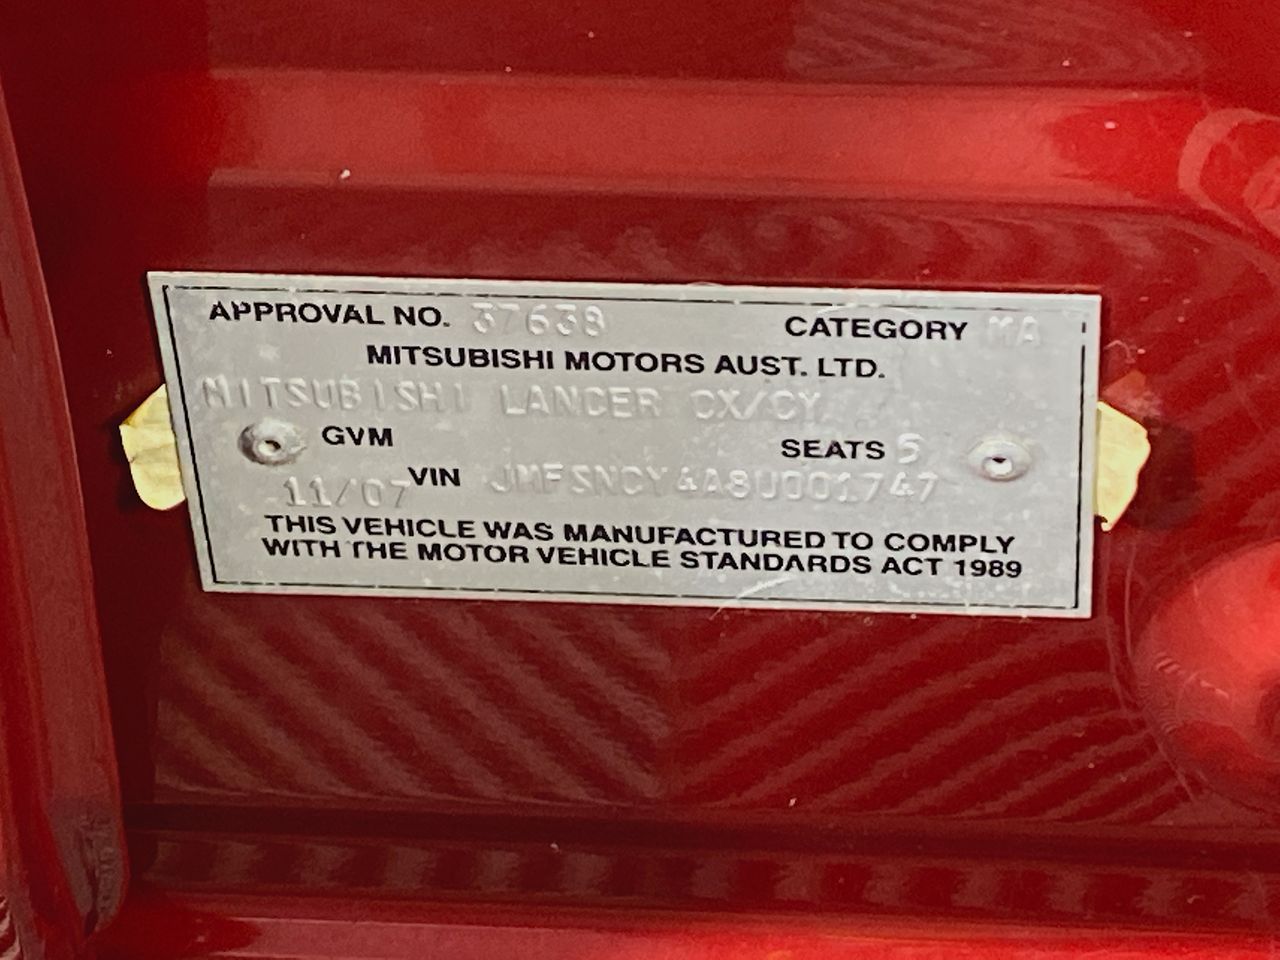 APPROVAL NO. 37638 CATEGORY MA
MITSUBISHI MOTORS AUST. LTD.
MITSUBISHI LANCER CX/CY
GVM SEATS 5
11/07 VIN JMFSNCY4A8U001747
THIS VEHICLE WAS MANUFACTURED TO COMPLY
WITH THE MOTOR VEHICLE STANDARDS ACT 1989